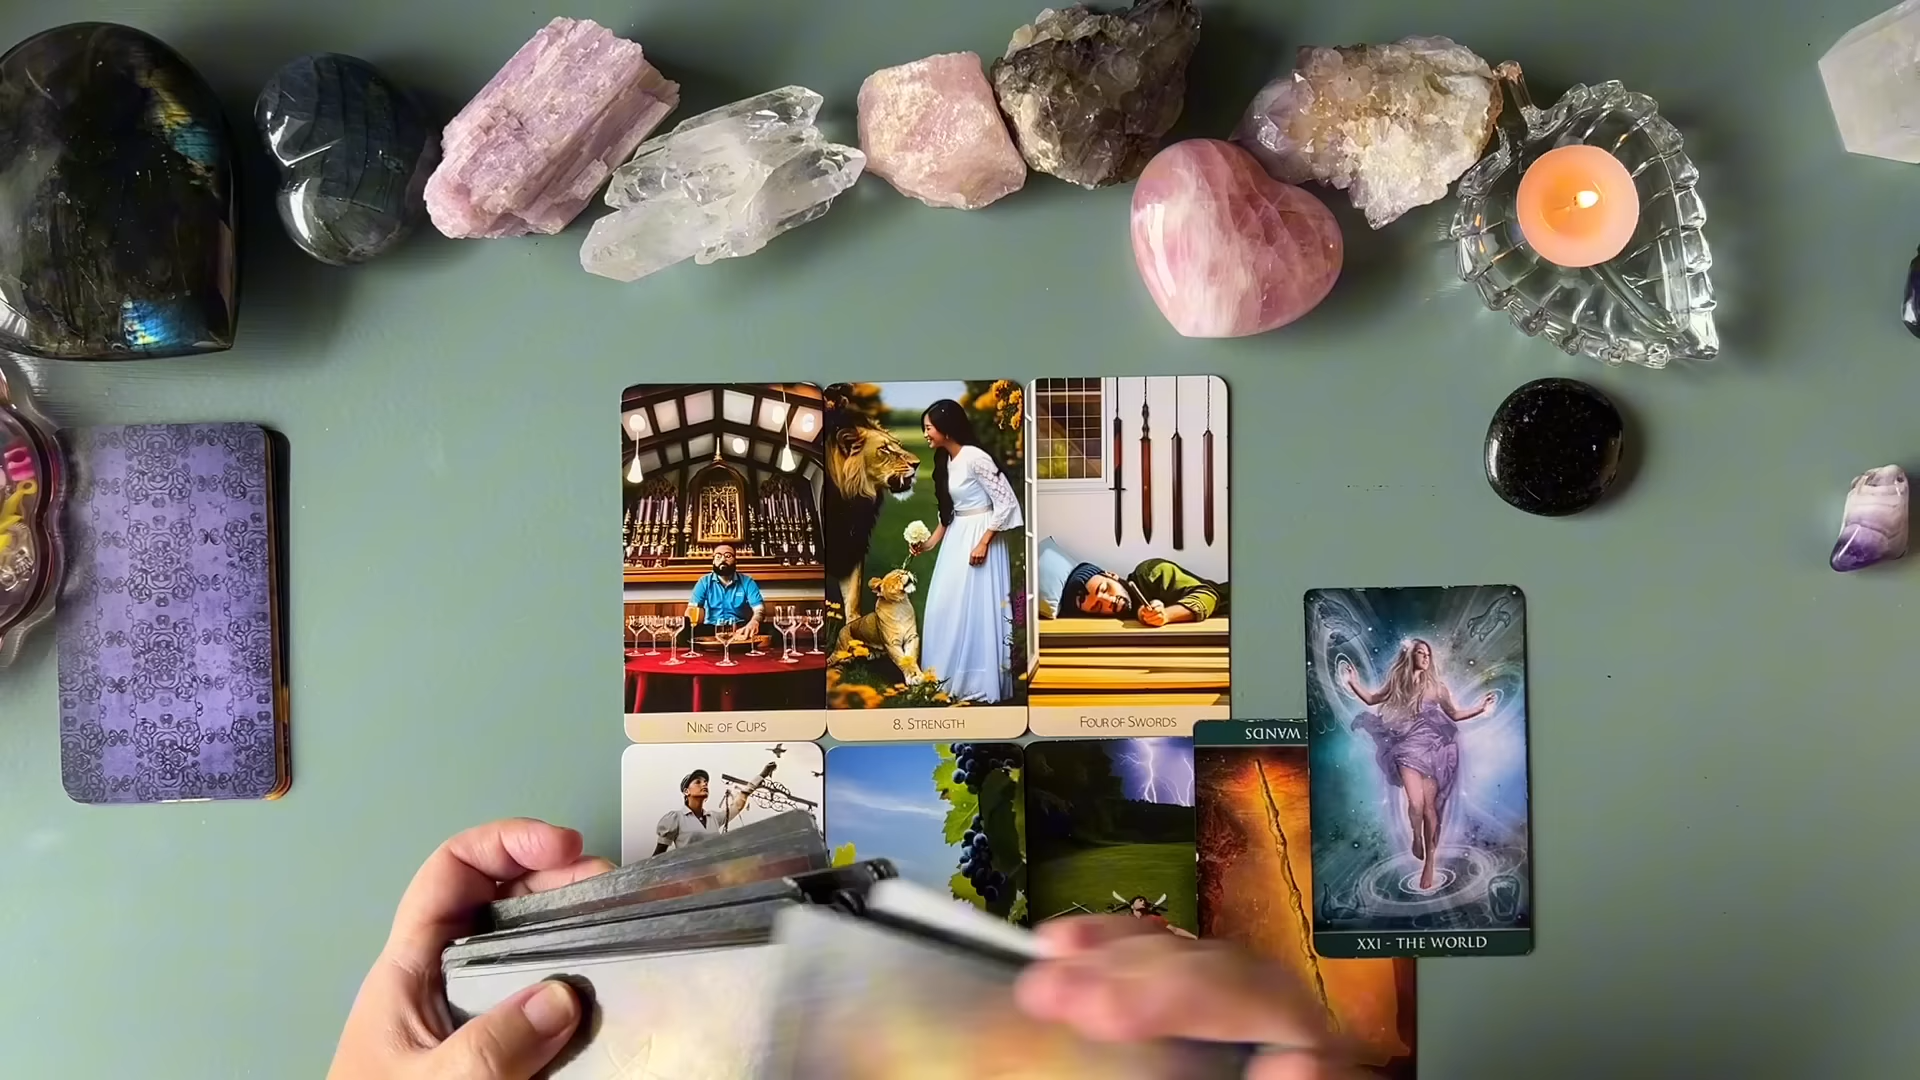 NINE OF CUPS
8. STRENGTH
FOUR OF SWORDS
WANDS
XXI - THE WORLD